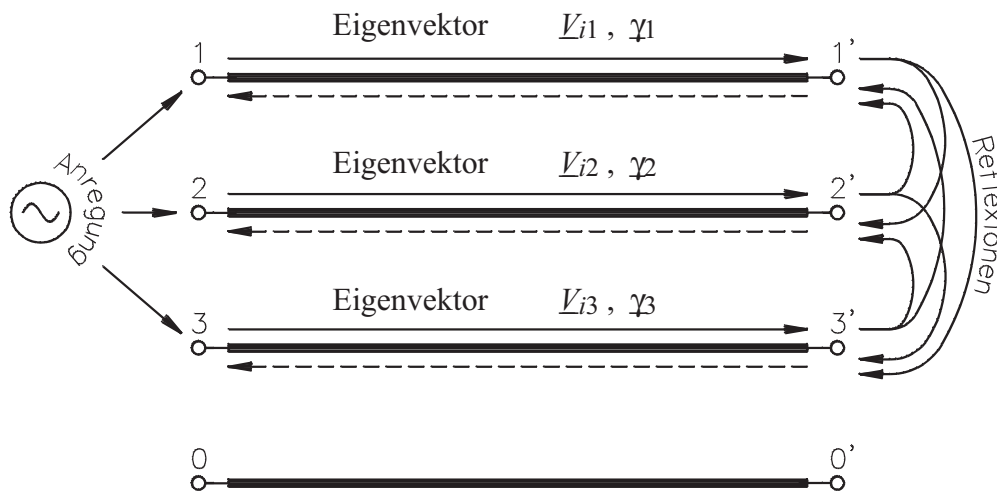 Eigenvektor V_i1 , γ1
1 1'
Anregung
Eigenvektor V_i2 , γ2
2 2'
Reflexionen
Eigenvektor V_i3 , γ3
3 3'
0 0'